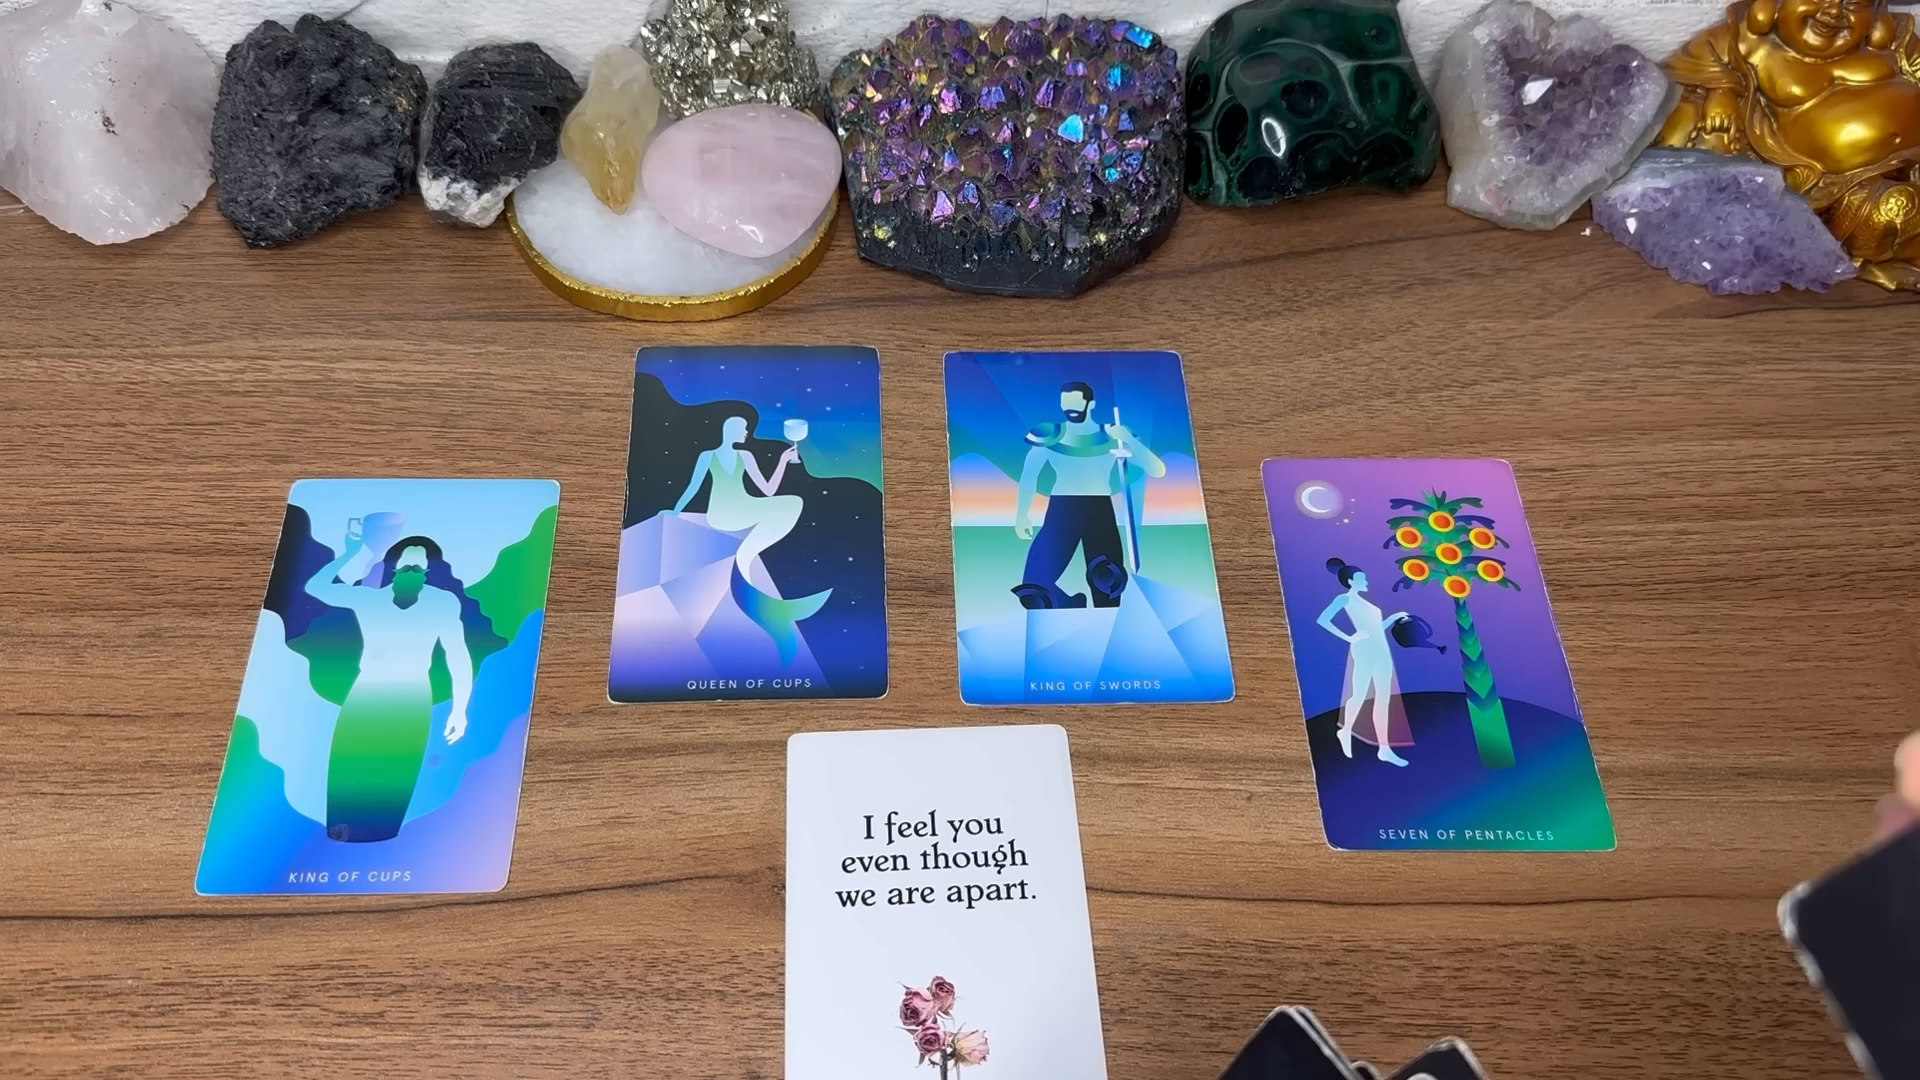 QUEEN OF CUPS
KING OF SWORDS
SEVEN OF PENTACLES
KING OF CUPS
I feel you
even though
we are apart.